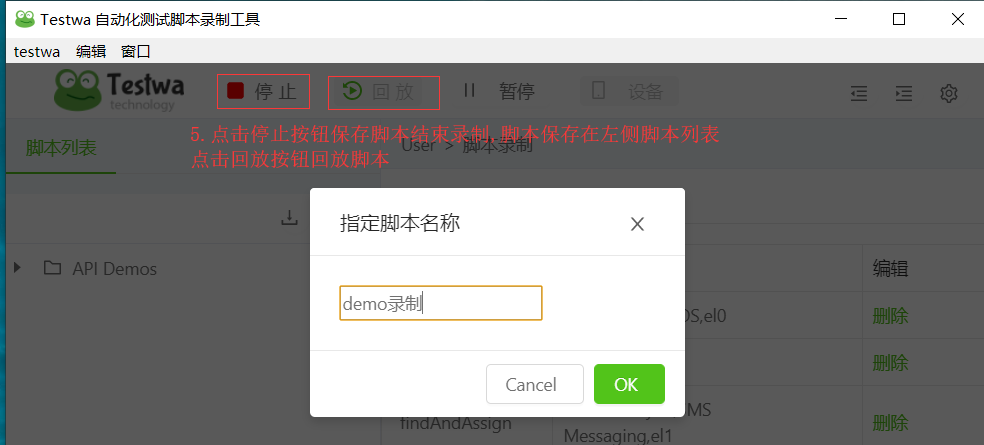 Testwa 自动化测试脚本录制工具
testwa 编辑 窗口
Testwa
technology
停 止
回 放
暂停
设备
5. 点击停止按钮保存脚本结束录制 脚本保存在左侧脚本列表
点击回放按钮回放脚本
脚本列表
User > 脚本录制
指定脚本名称
API Demos
demo录制
编辑
OS,el0
删除
删除
Cancel
OK
findAndAssign
MS
Messaging,el1
删除